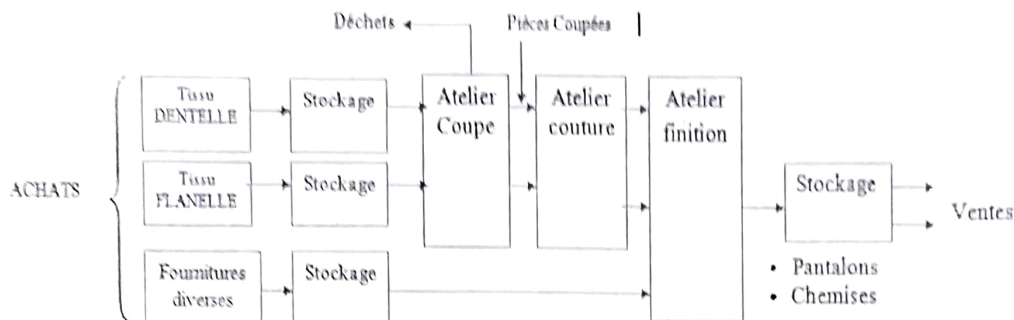 Déchets
Pièces Coupées
ACHATS
Tissu
DENTELLE
Stockage
Atelier
Coupe
Atelier
couture
Atelier
finition
Tissu
FLANELLE
Stockage
Stockage
Ventes
Fournitures
diverses
Stockage
• Pantalons
• Chemises